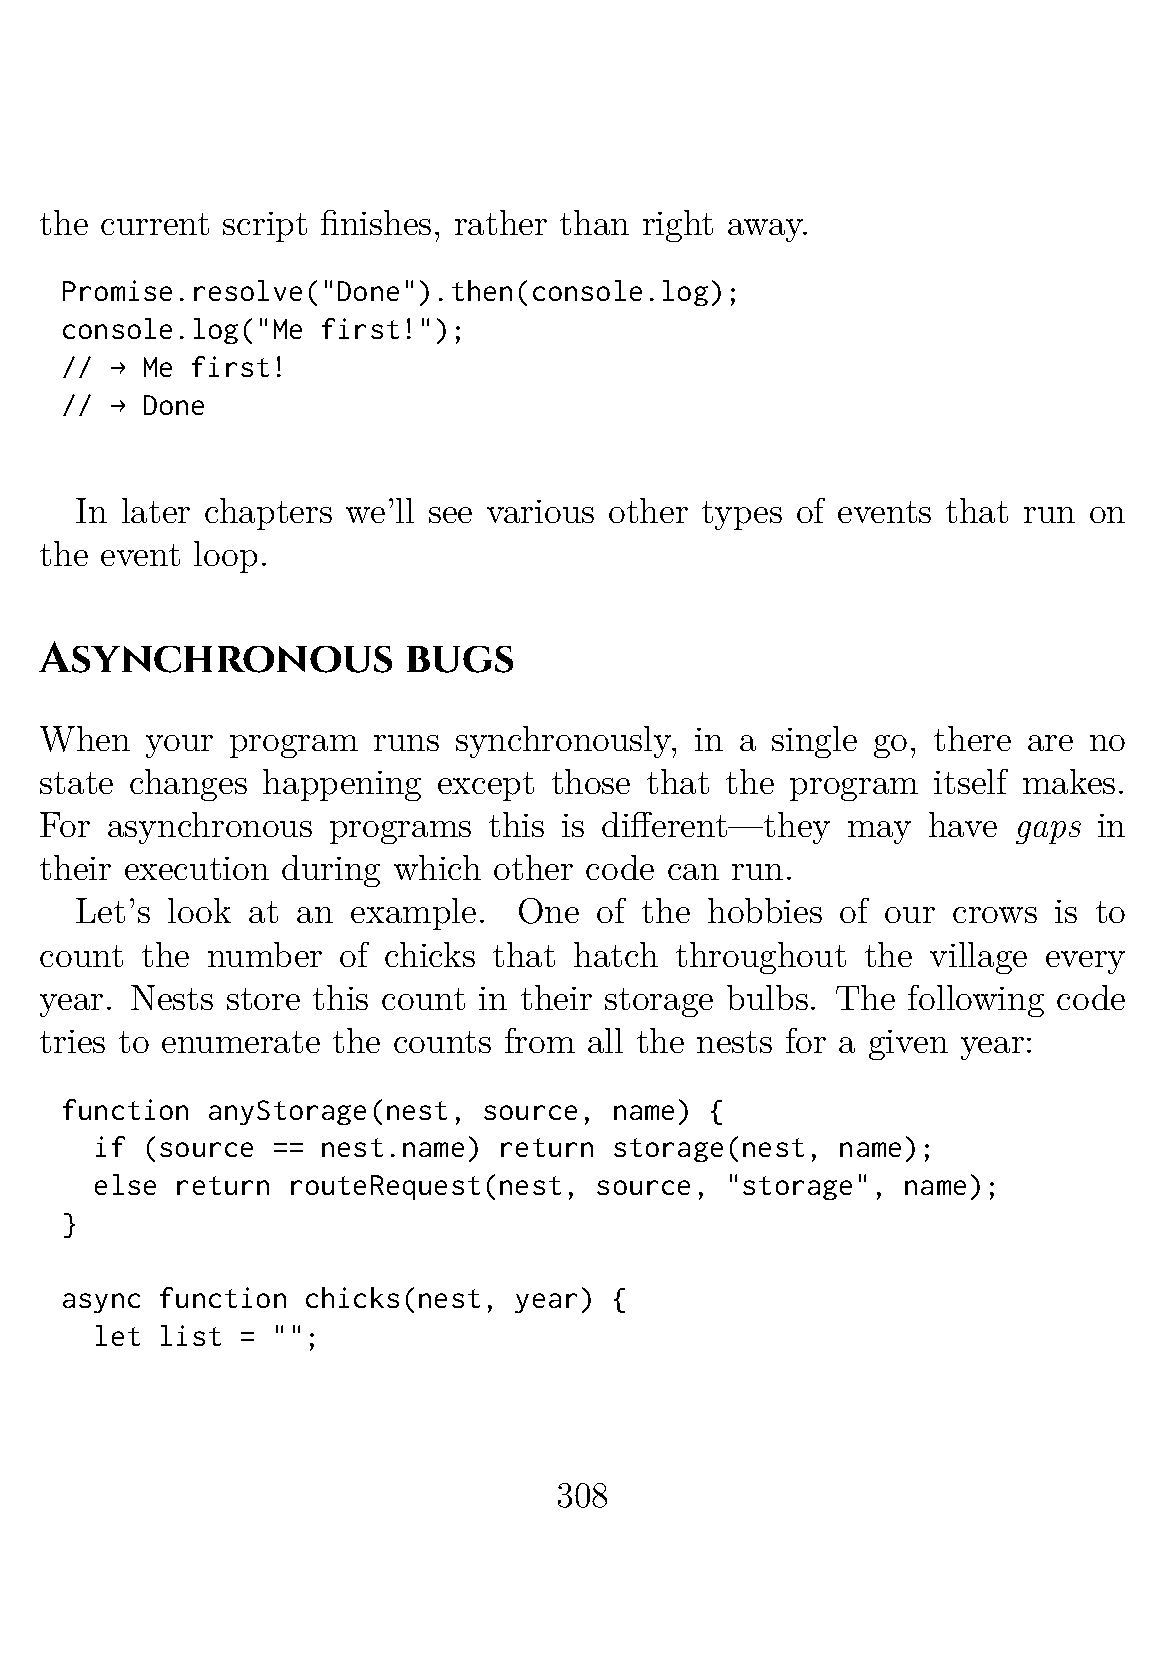 the current script finishes, rather than right away.
Promise.resolve("Done").then(console.log);
console.log("Me first!");
// → Me first!
// → Done
In later chapters we'll see various other types of events that run on
the event loop.
Asynchronous bugs
When your program runs synchronously, in a single go, there are no
state changes happening except those that the program itself makes.
For asynchronous programs this is different—they may have gaps in
their execution during which other code can run.
Let's look at an example. One of the hobbies of our crows is to
count the number of chicks that hatch throughout the village every
year. Nests store this count in their storage bulbs. The following code
tries to enumerate the counts from all the nests for a given year:
function anyStorage(nest, source, name) {
  if (source == nest.name) return storage(nest, name);
  else return routeRequest(nest, source, "storage", name);
}
async function chicks(nest, year) {
  let list = "";
308